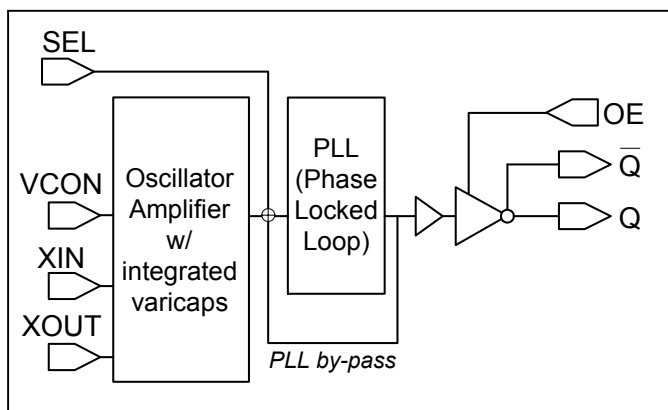 SEL
OE
VCON
XIN
XOUT
Oscillator
Amplifier
w/
integrated
varicaps
PLL
(Phase
Locked
Loop)
Q̅
Q
PLL by-pass